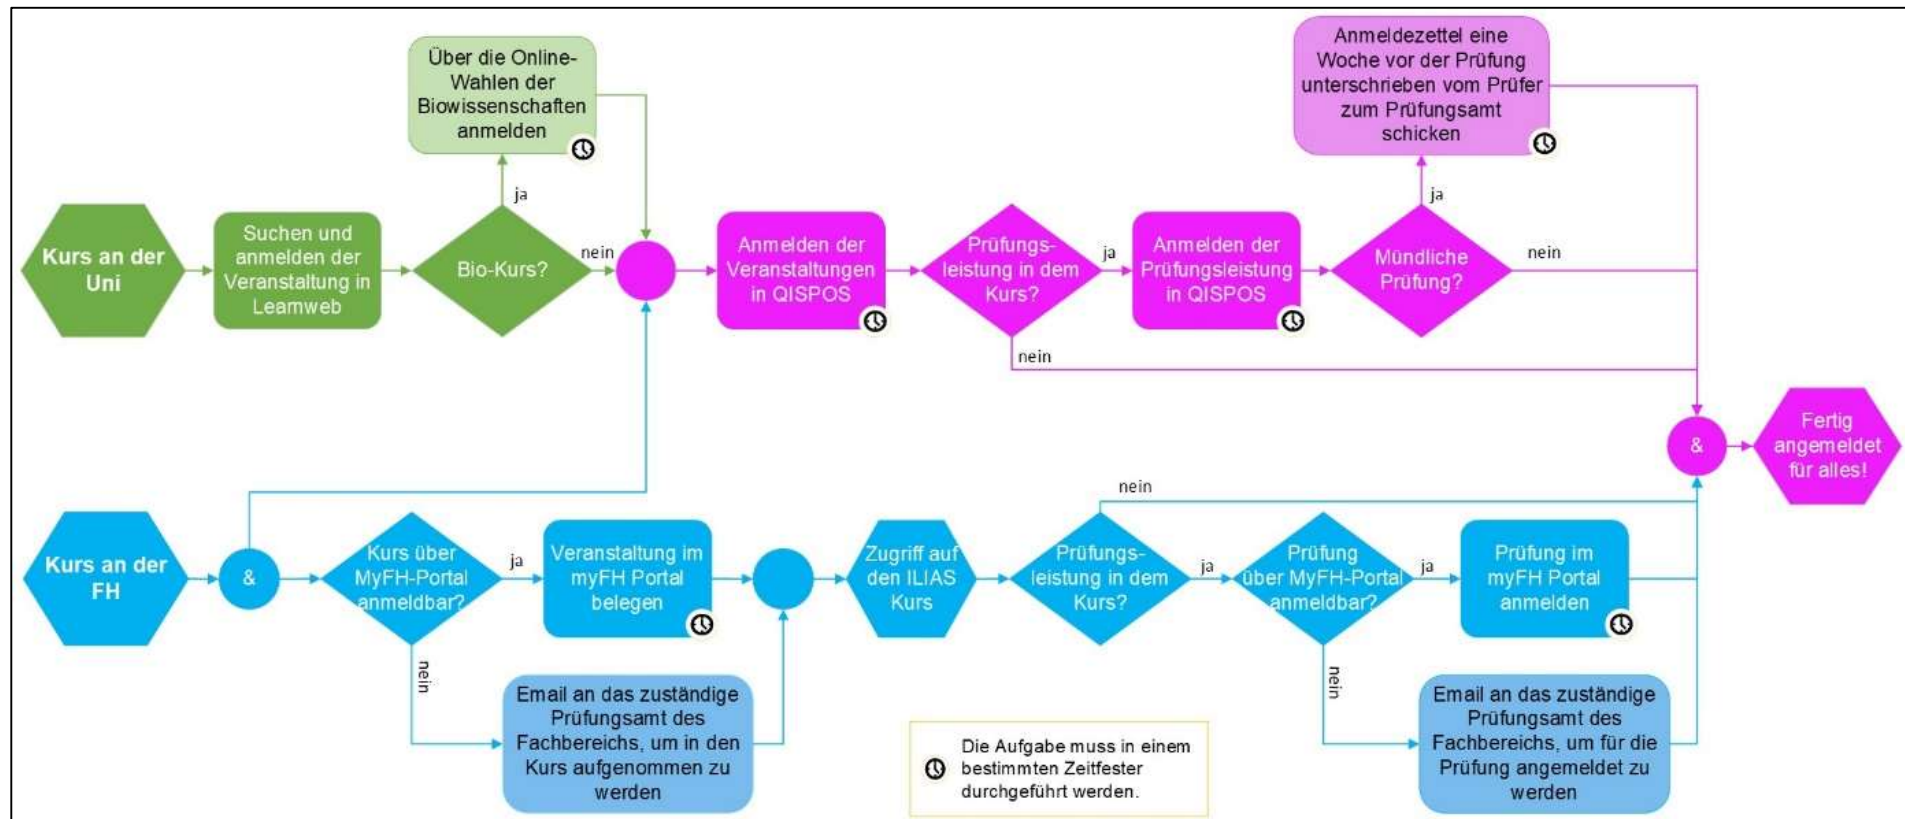 Über die Online-
Wahlen der
Biowissenschaften
anmelden
Anmeldezettel eine
Woche vor der Prüfung
unterschrieben vom Prüfer
zum Prüfungsamt
schicken
ja
ja
Kurs an der
Uni
Suchen und
anmelden der
Veranstaltung in
Learnweb
Bio-Kurs?
nein
Anmelden der
Veranstaltungen
in QISPOS
Prüfungs-
leistung in dem
Kurs?
ja
Anmelden der
Prüfungsleistung
in QISPOS
Mündliche
Prüfung?
nein
nein
&
Fertig
angemeldet
für alles!
nein
Kurs an der
FH
&
Kurs über
MyFH-Portal
anmeldbar?
ja
Veranstaltung im
myFH Portal
belegen
Zugriff auf
den ILIAS
Kurs
Prüfungs-
leistung in dem
Kurs?
ja
Prüfung
über MyFH-Portal
anmeldbar?
ja
Prüfung im
myFH Portal
anmelden
nein
Email an das zuständige
Prüfungsamt des
Fachbereichs, um in den
Kurs aufgenommen zu
werden
Die Aufgabe muss in einem
bestimmten Zeitfester
durchgeführt werden.
nein
Email an das zuständige
Prüfungsamt des
Fachbereichs, um für die
Prüfung angemeldet zu
werden